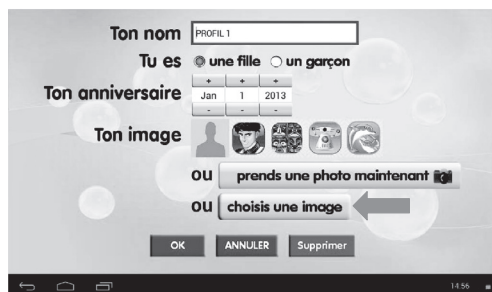 Ton nom PROFIL 1
Tu es une fille un garçon
Ton anniversaire
+ + +
Jan 1 2013
- - -
Ton image
ou prends une photo maintenant
ou choisis une image
OK ANNULER Supprimer
14:56